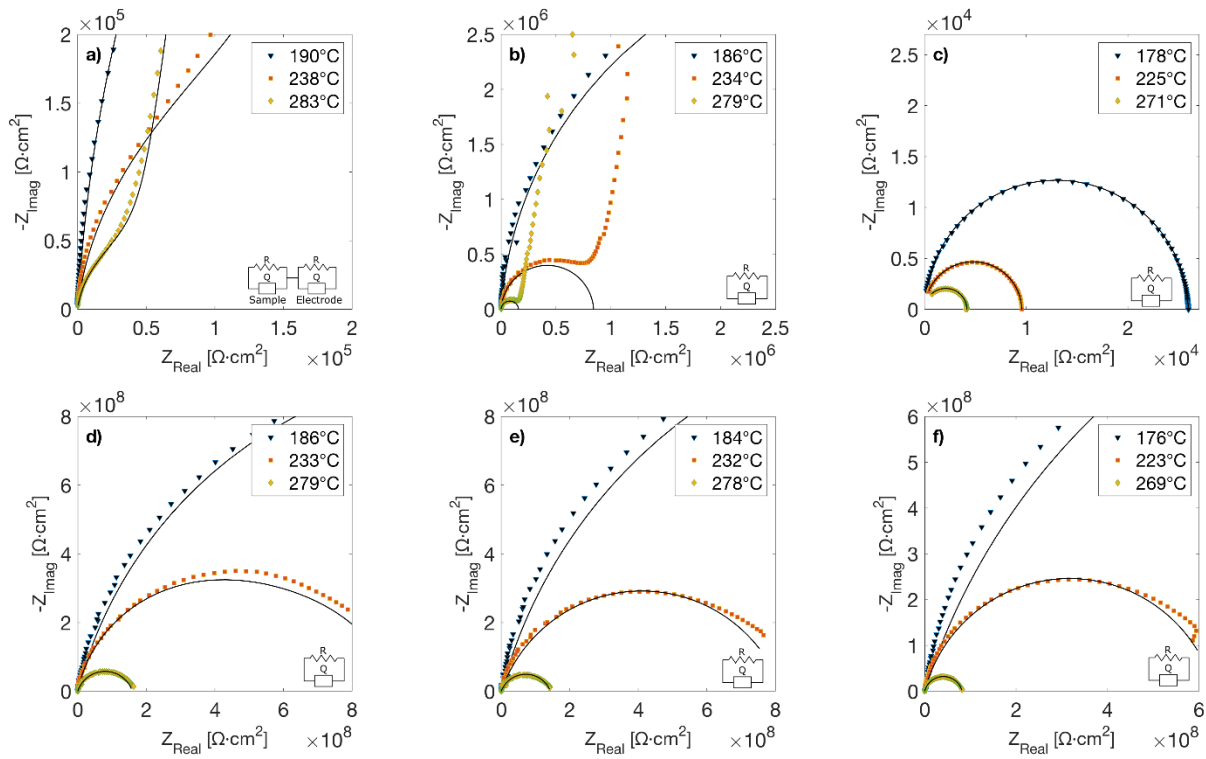 ×10⁵
a)
190°C
238°C
283°C
-Z_Imag [Ω·cm²]
2
1.5
1
0.5
0
R
Q
Sample
R
Q
Electrode
0 0.5 1 1.5 2
Z_Real [Ω·cm²] ×10⁵
×10⁶
b)
186°C
234°C
279°C
-Z_Imag [Ω·cm²]
2.5
2
1.5
1
0.5
0
R
Q
0 0.5 1 1.5 2 2.5
Z_Real [Ω·cm²] ×10⁶
×10⁴
c)
178°C
225°C
271°C
-Z_Imag [Ω·cm²]
2.5
2
1.5
1
0.5
0
R
Q
0 1 2
Z_Real [Ω·cm²] ×10⁴
×10⁸
d)
186°C
233°C
279°C
-Z_Imag [Ω·cm²]
8
6
4
2
0
R
Q
0 2 4 6 8
Z_Real [Ω·cm²] ×10⁸
×10⁸
e)
184°C
232°C
278°C
-Z_Imag [Ω·cm²]
8
6
4
2
0
R
Q
0 2 4 6 8
Z_Real [Ω·cm²] ×10⁸
×10⁸
f)
176°C
223°C
269°C
-Z_Imag [Ω·cm²]
6
5
4
3
2
1
0
R
Q
0 2 4 6
Z_Real [Ω·cm²] ×10⁸